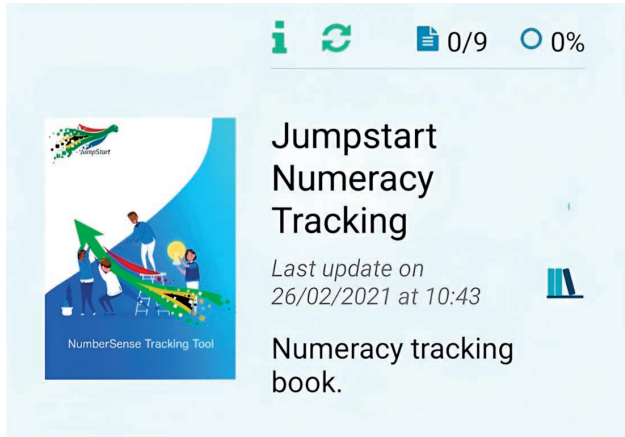 0/9 0%
JumpStart
NumberSense Tracking Tool
Jumpstart
Numeracy
Tracking
Last update on
26/02/2021 at 10:43
Numeracy tracking
book.